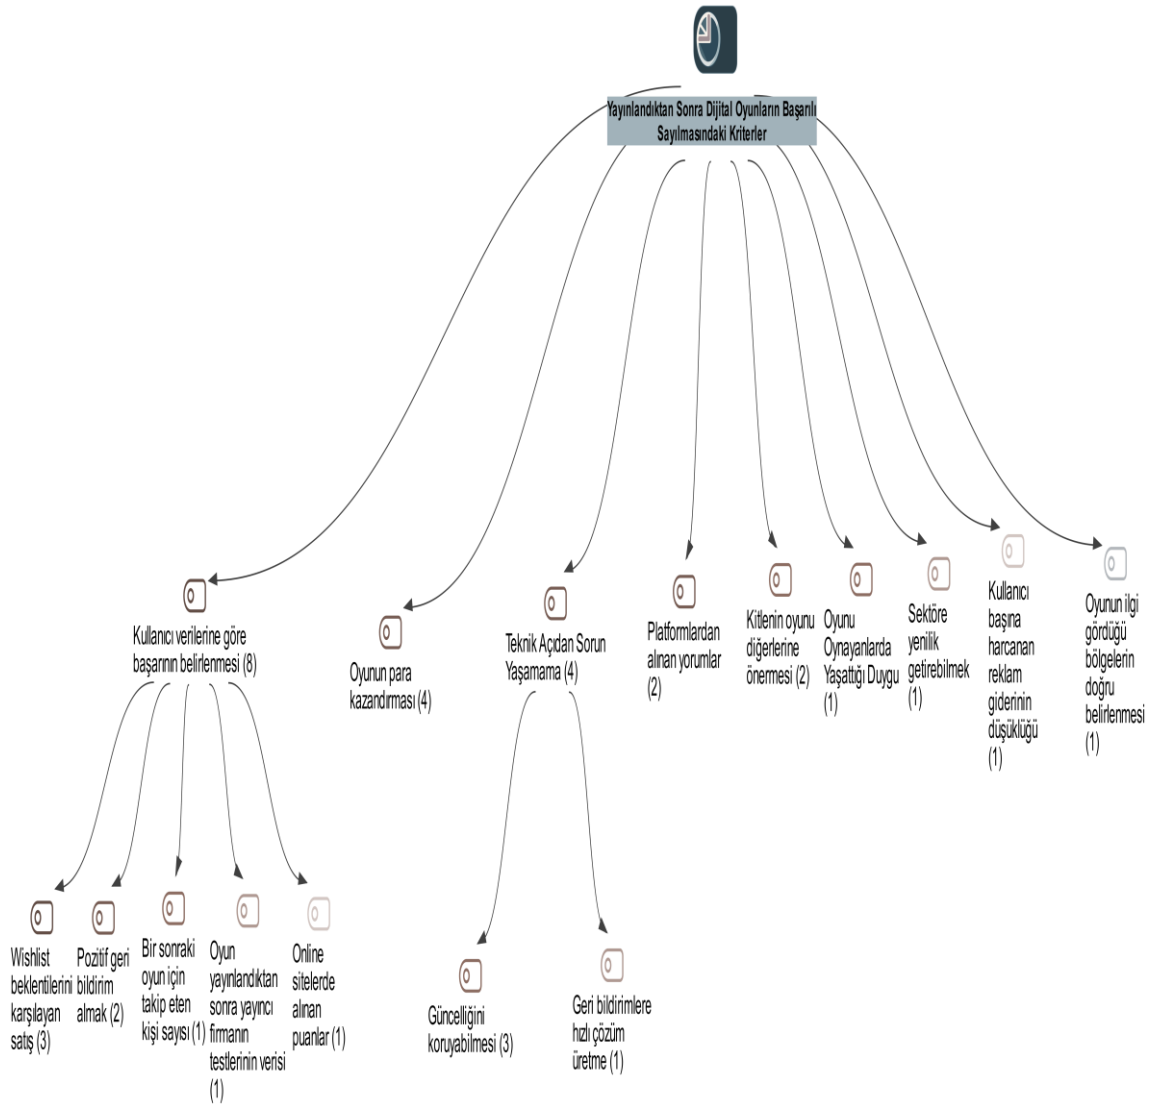 Yayınlandıktan Sonra Dijital Oyunların Başarılı
Sayılmasındaki Kriterler
Kullanıcı verilerine göre
başarının belirlenmesi (8)
Oyunun para
kazandırması (4)
Teknik Açıdan Sorun
Yaşamama (4)
Platformlardan
alınan yorumlar
(2)
Kitlenin oyunu
diğerlerine
önermesi (2)
Oyunu
Oynayanlarda
Yaşattığı Duygu
(1)
Sektöre
yenilik
getirebilmek
(1)
Kullanıcı
başına
harcanan
reklam
giderinin
düşüklüğü
(1)
Oyunun ilgi
gördüğü
bölgelerin
doğru
belirlenmesi
(1)
Wishlist
beklentilerini
karşılayan
satış (3)
Pozitif geri
bildirim
almak (2)
Bir sonraki
oyun için
takip eten
kişi sayısı (1)
Oyun
yayınlandıktan
sonra yayıncı
firmanın
testlerinin verisi
(1)
Online
sitelerde
alınan
puanlar (1)
Güncelliğini
koruyabilmesi (3)
Geri bildirimlere
hızlı çözüm
üretme (1)